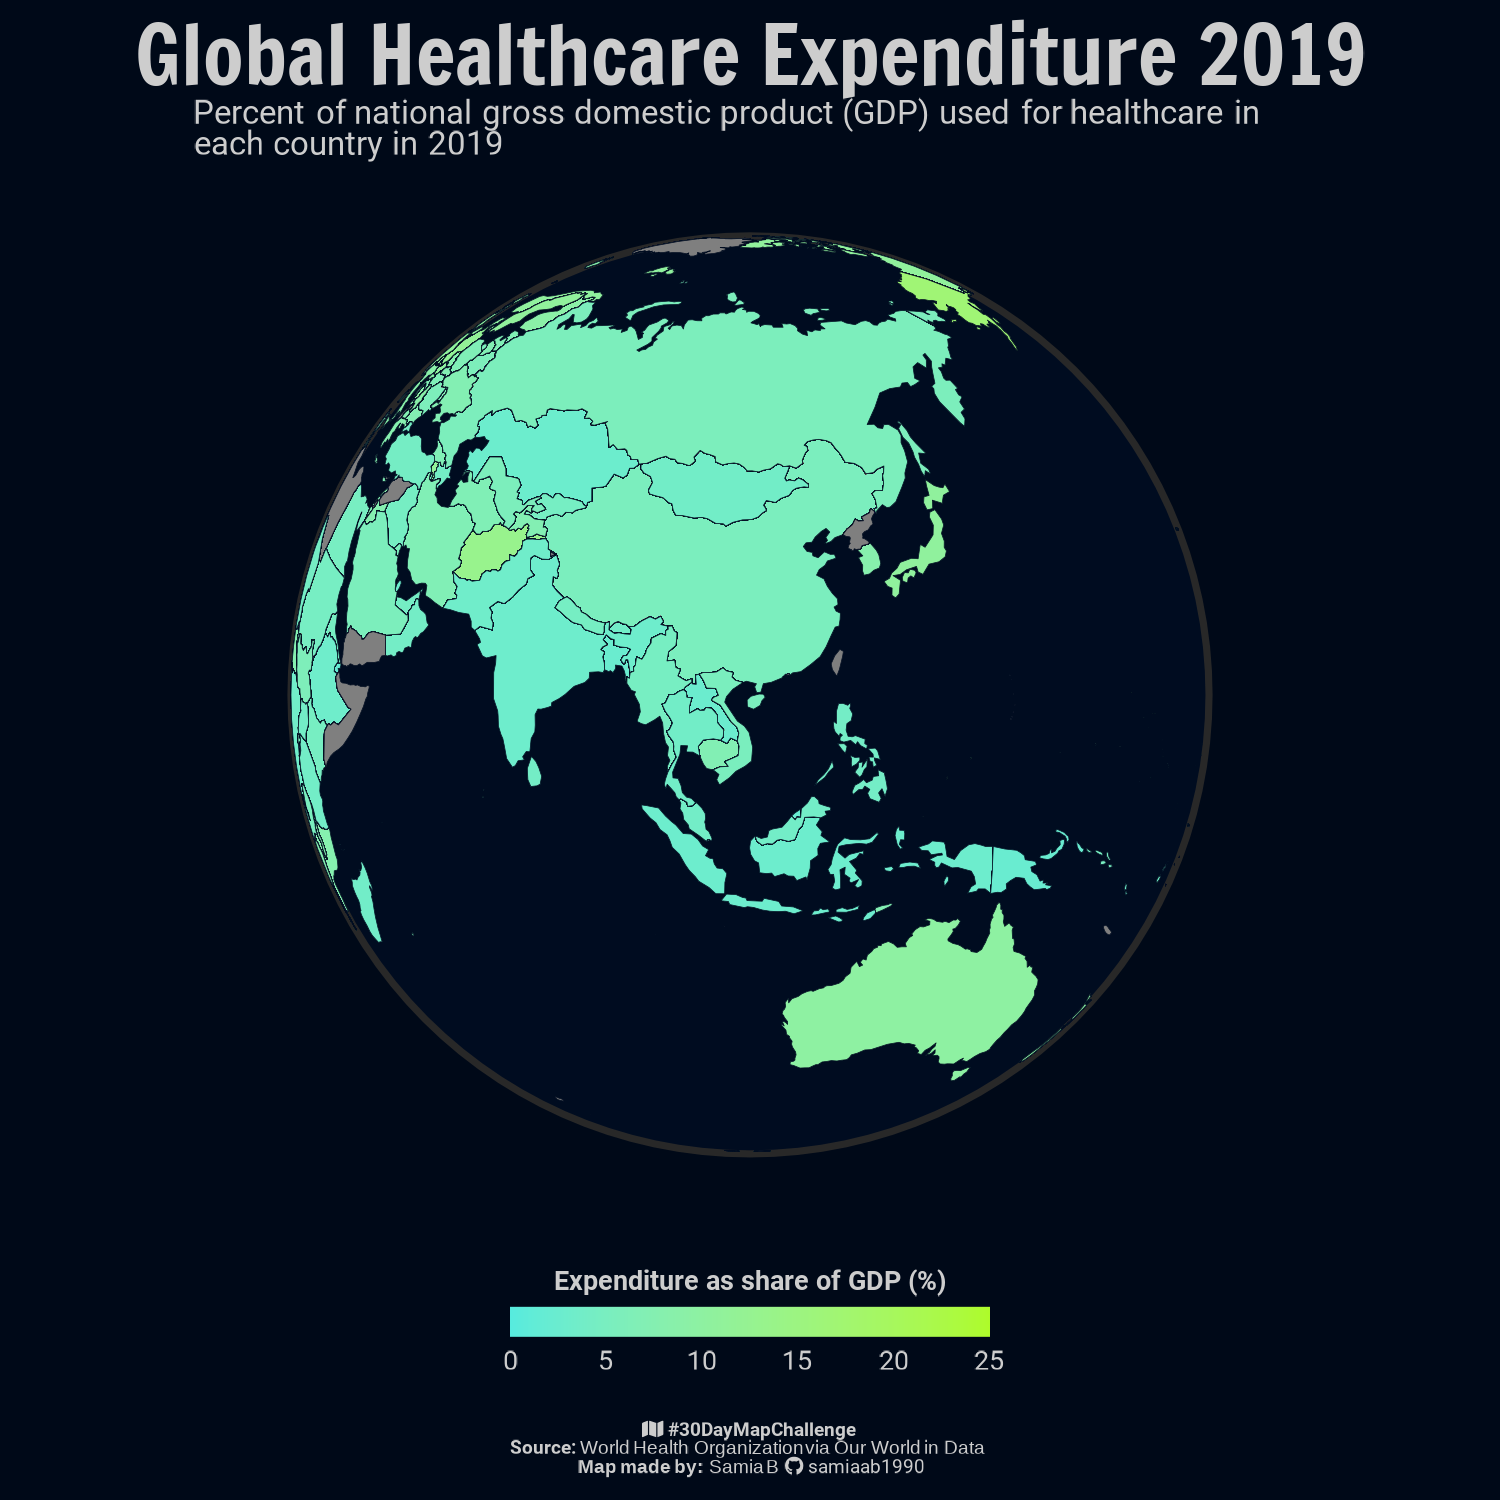 Global Healthcare Expenditure 2019
Percent of national gross domestic product (GDP) used for healthcare in
each country in 2019
Expenditure as share of GDP (%)
0 5 10 15 20 25
#30DayMapChallenge
Source: World Health Organization via Our World in Data
Map made by: Samia B samiaab1990